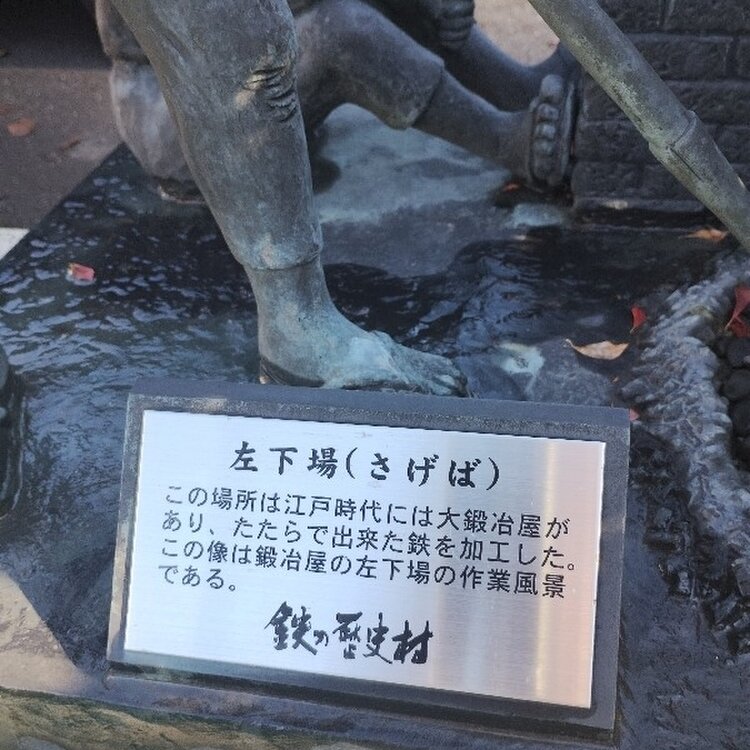 左下場(さげば)
この場所は江戸時代には大鍛冶屋が
あり、たたらで出来た鉄を加工した。
この像は鍛冶屋の左下場の作業風景
である。
鉄の歴史村